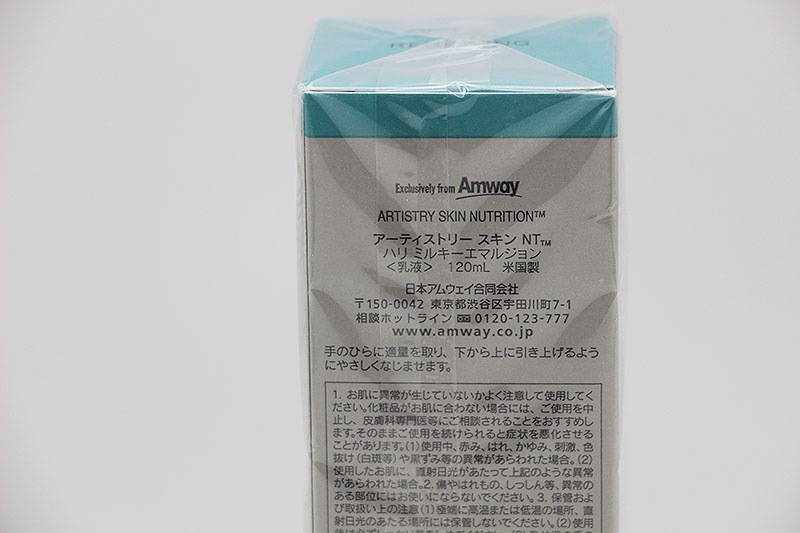 Exclusively from Amway
ARTISTRY SKIN NUTRITION™
アーティストリー スキン NT™
ハリ ミルキーエマルジョン
＜乳液＞ 120mL 米国製
日本アムウェイ合同会社
〒150-0042 東京都渋谷区宇田川町7-1
相談ホットライン 0120-123-777
www.amway.co.jp
手のひらに適量を取り、下から上に引き上げるよう
にやさしくなじませます。
1. お肌に異常が生じていないかよく注意して使用してく
ださい。化粧品がお肌に合わない場合には、ご使用を中
止し、皮膚科専門医等にご相談されることをおすすめしま
す。そのままご使用を続けられると症状を悪化させる
ことがあります。(1)使用中、赤み、はれ、かゆみ、刺激、色
抜け(白斑等)や黒ずみ等の異常があらわれた場合。(2)
使用したお肌に、直射日光があたって上記のような異常
があらわれた場合。2. 傷やはれもの、しっしん等、異常の
ある部位にはお使いにならないでください。3. 保管およ
び取扱い上の注意(1)極端に高温または低温の場所、直
射日光のあたる場所には保管しないでください。(2)使用